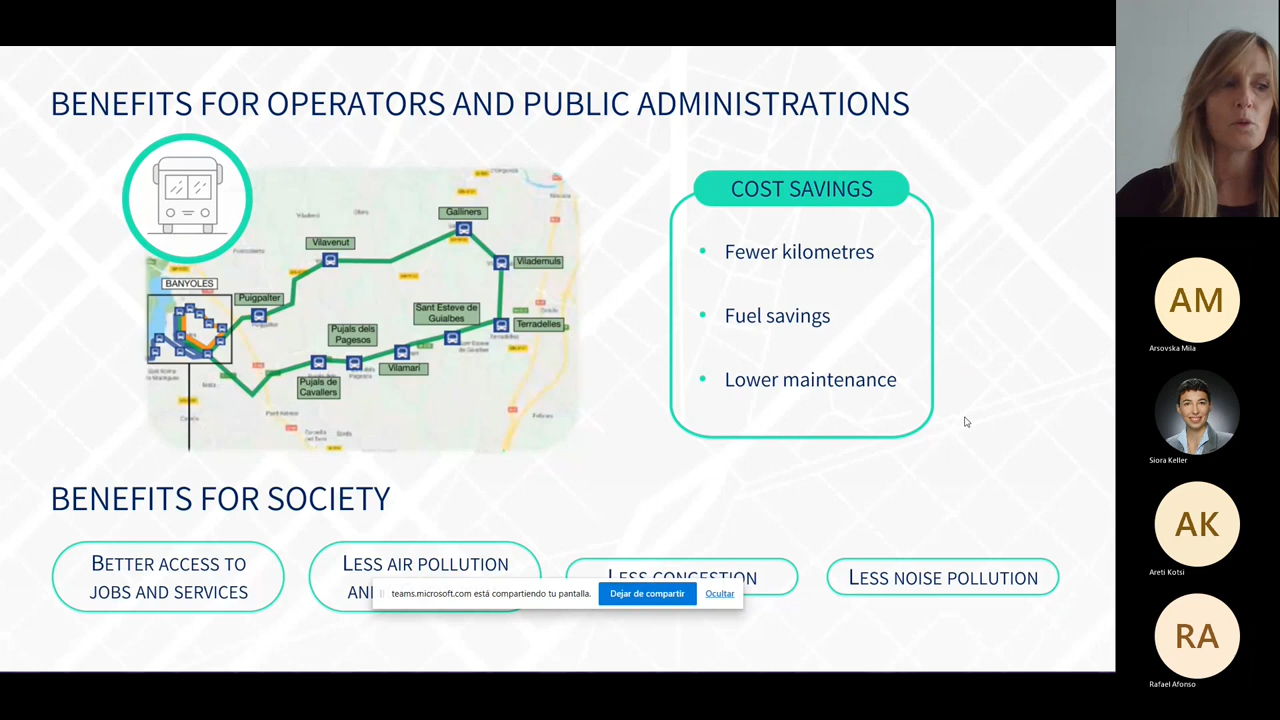 BENEFITS FOR OPERATORS AND PUBLIC ADMINISTRATIONS
Galliners
Vilavenut
Vilademuls
BANYOLES
Puigpalter
Sant Esteve de
Guialbes
Terradelles
Pujals dels
Pagesos
Vilamarí
Pujals de
Cavallers
COST SAVINGS
• Fewer kilometres
• Fuel savings
• Lower maintenance
BENEFITS FOR SOCIETY
BETTER ACCESS TO
JOBS AND SERVICES
LESS AIR POLLUTION
LESS CONGESTION
LESS NOISE POLLUTION
teams.microsoft.com está compartiendo tu pantalla.
Dejar de compartir
Ocultar
AM
Arsovska Mila
Siora Keller
AK
Areti Kotsi
RA
Rafael Afonso